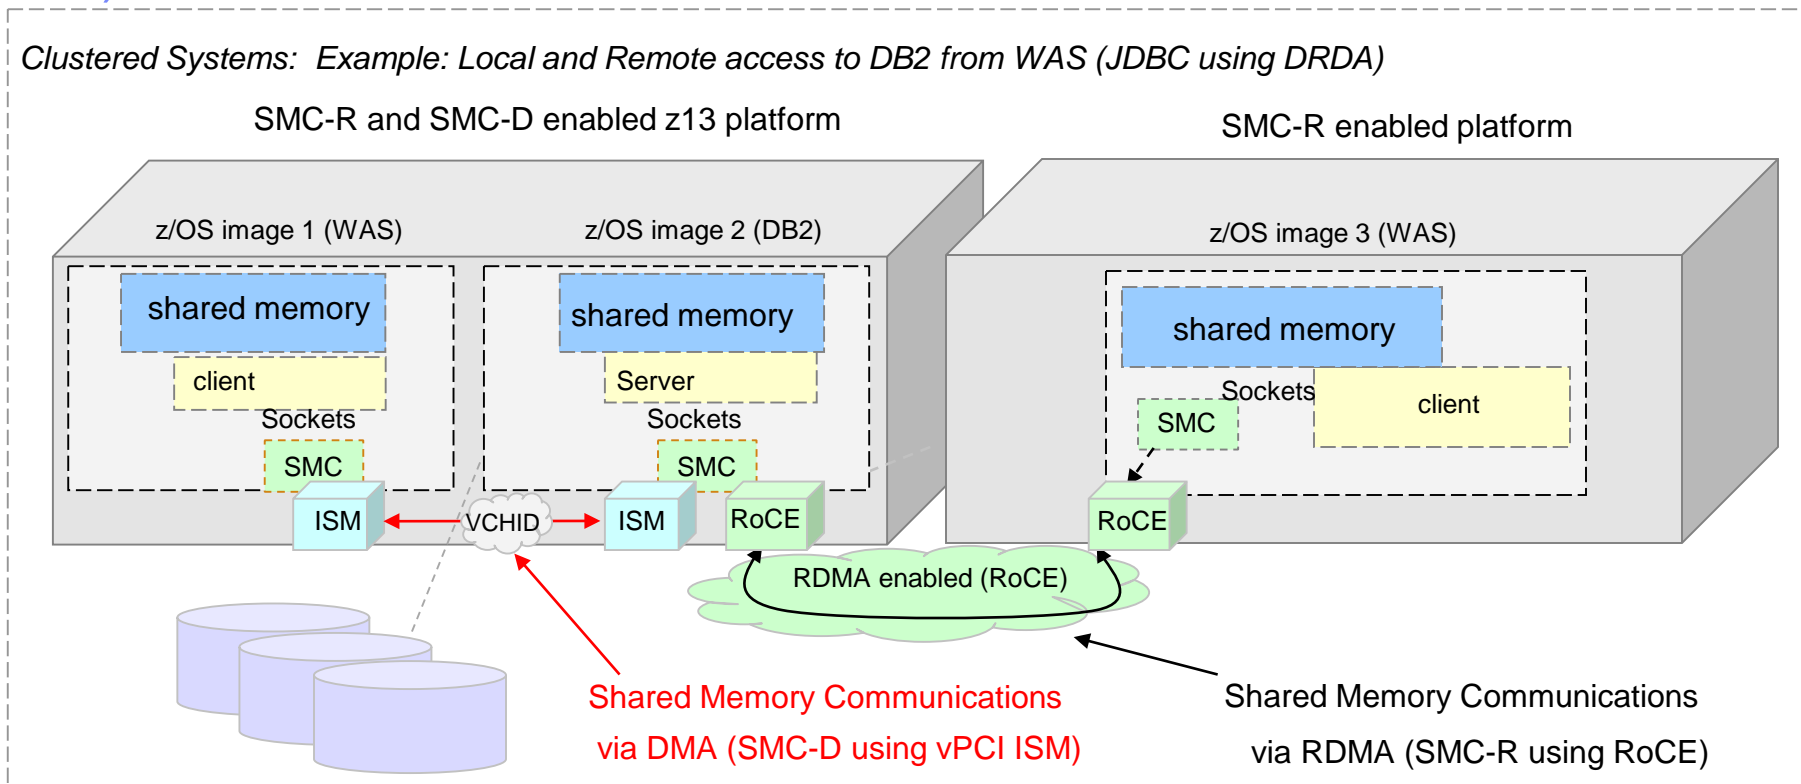 Clustered Systems: Example: Local and Remote access to DB2 from WAS (JDBC using DRDA)
SMC-R and SMC-D enabled z13 platform
SMC-R enabled platform
z/OS image 1 (WAS)
z/OS image 2 (DB2)
z/OS image 3 (WAS)
shared memory
shared memory
shared memory
client
Server
client
Sockets
Sockets
Sockets
SMC
SMC
SMC
ISM
VCHID
ISM
RoCE
RoCE
RDMA enabled (RoCE)
Shared Memory Communications
via DMA (SMC-D using vPCI ISM)
Shared Memory Communications
via RDMA (SMC-R using RoCE)